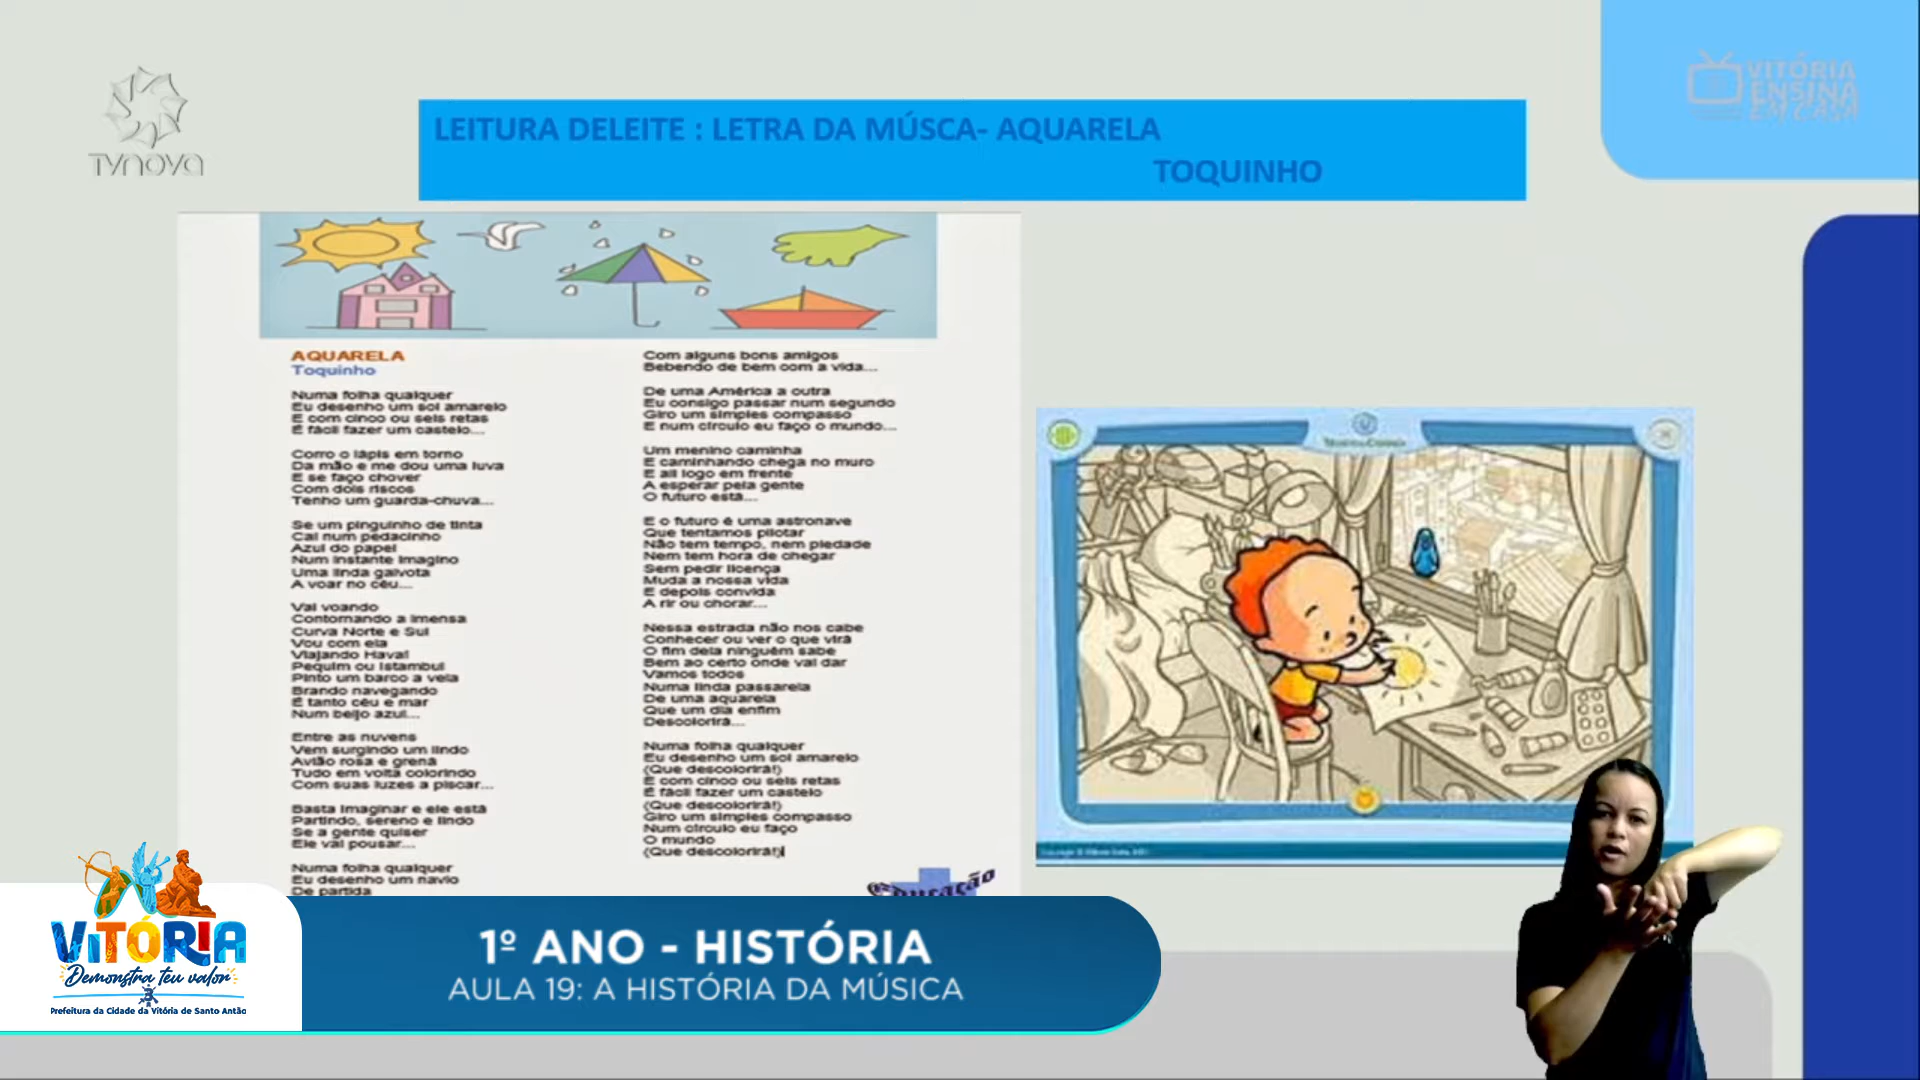 TVNOVA
VITÓRIA
ENSINA
EM CASA
LEITURA DELEITE : LETRA DA MÚSCA- AQUARELA
TOQUINHO
AQUARELA
Toquinho
Numa folha qualquer
Eu desenho um sol amarelo
E com cinco ou seis retas
É fácil fazer um castelo...
Corro o lápis em torno
Da mão e me dou uma luva
E se faço chover
Com dois riscos
Tenho um guarda-chuva...
Se um pinguinho de tinta
Cai num pedacinho
Azul do papel
Num instante imagino
Uma linda gaivota
A voar no céu...
Vai voando
Contornando a imensa
Curva Norte e Sul
Vou com ela
Viajando Havaí
Pequim ou Istambul
Pinto um barco a vela
Brando navegando
É tanto céu e mar
Num beijo azul...
Entre as nuvens
Vem surgindo um lindo
Avião rosa e grená
Tudo em volta colorindo
Com suas luzes a piscar...
Basta imaginar e ele está
Partindo, sereno e lindo
Se a gente quiser
Ele vai pousar...
Numa folha qualquer
Eu desenho um navio
De partida
Com alguns bons amigos
Bebendo de bem com a vida...
De uma América a outra
Eu consigo passar num segundo
Giro um simples compasso
E num círculo eu faço o mundo...
Um menino caminha
E caminhando chega no muro
E ali logo em frente
A esperar pela gente
O futuro está...
E o futuro é uma astronave
Que tentamos pilotar
Não tem tempo, nem piedade
Nem tem hora de chegar
Sem pedir licença
Muda a nossa vida
E depois convida
A rir ou chorar...
Nessa estrada não nos cabe
Conhecer ou ver o que virá
O fim dela ninguém sabe
Bem ao certo onde vai dar
Vamos todos
Numa linda passarela
De uma aquarela
Que um dia enfim
Descolorirá...
Numa folha qualquer
Eu desenho um sol amarelo
(Que descolorirá!)
E com cinco ou seis retas
É fácil fazer um castelo
(Que descolorirá!)
Giro um simples compasso
Num círculo eu faço
O mundo
(Que descolorirá!)
Educação
VITÓRIA
Demonstra teu valor
Prefeitura da Cidade da Vitória de Santo Antão
1º ANO - HISTÓRIA
AULA 19: A HISTÓRIA DA MÚSICA